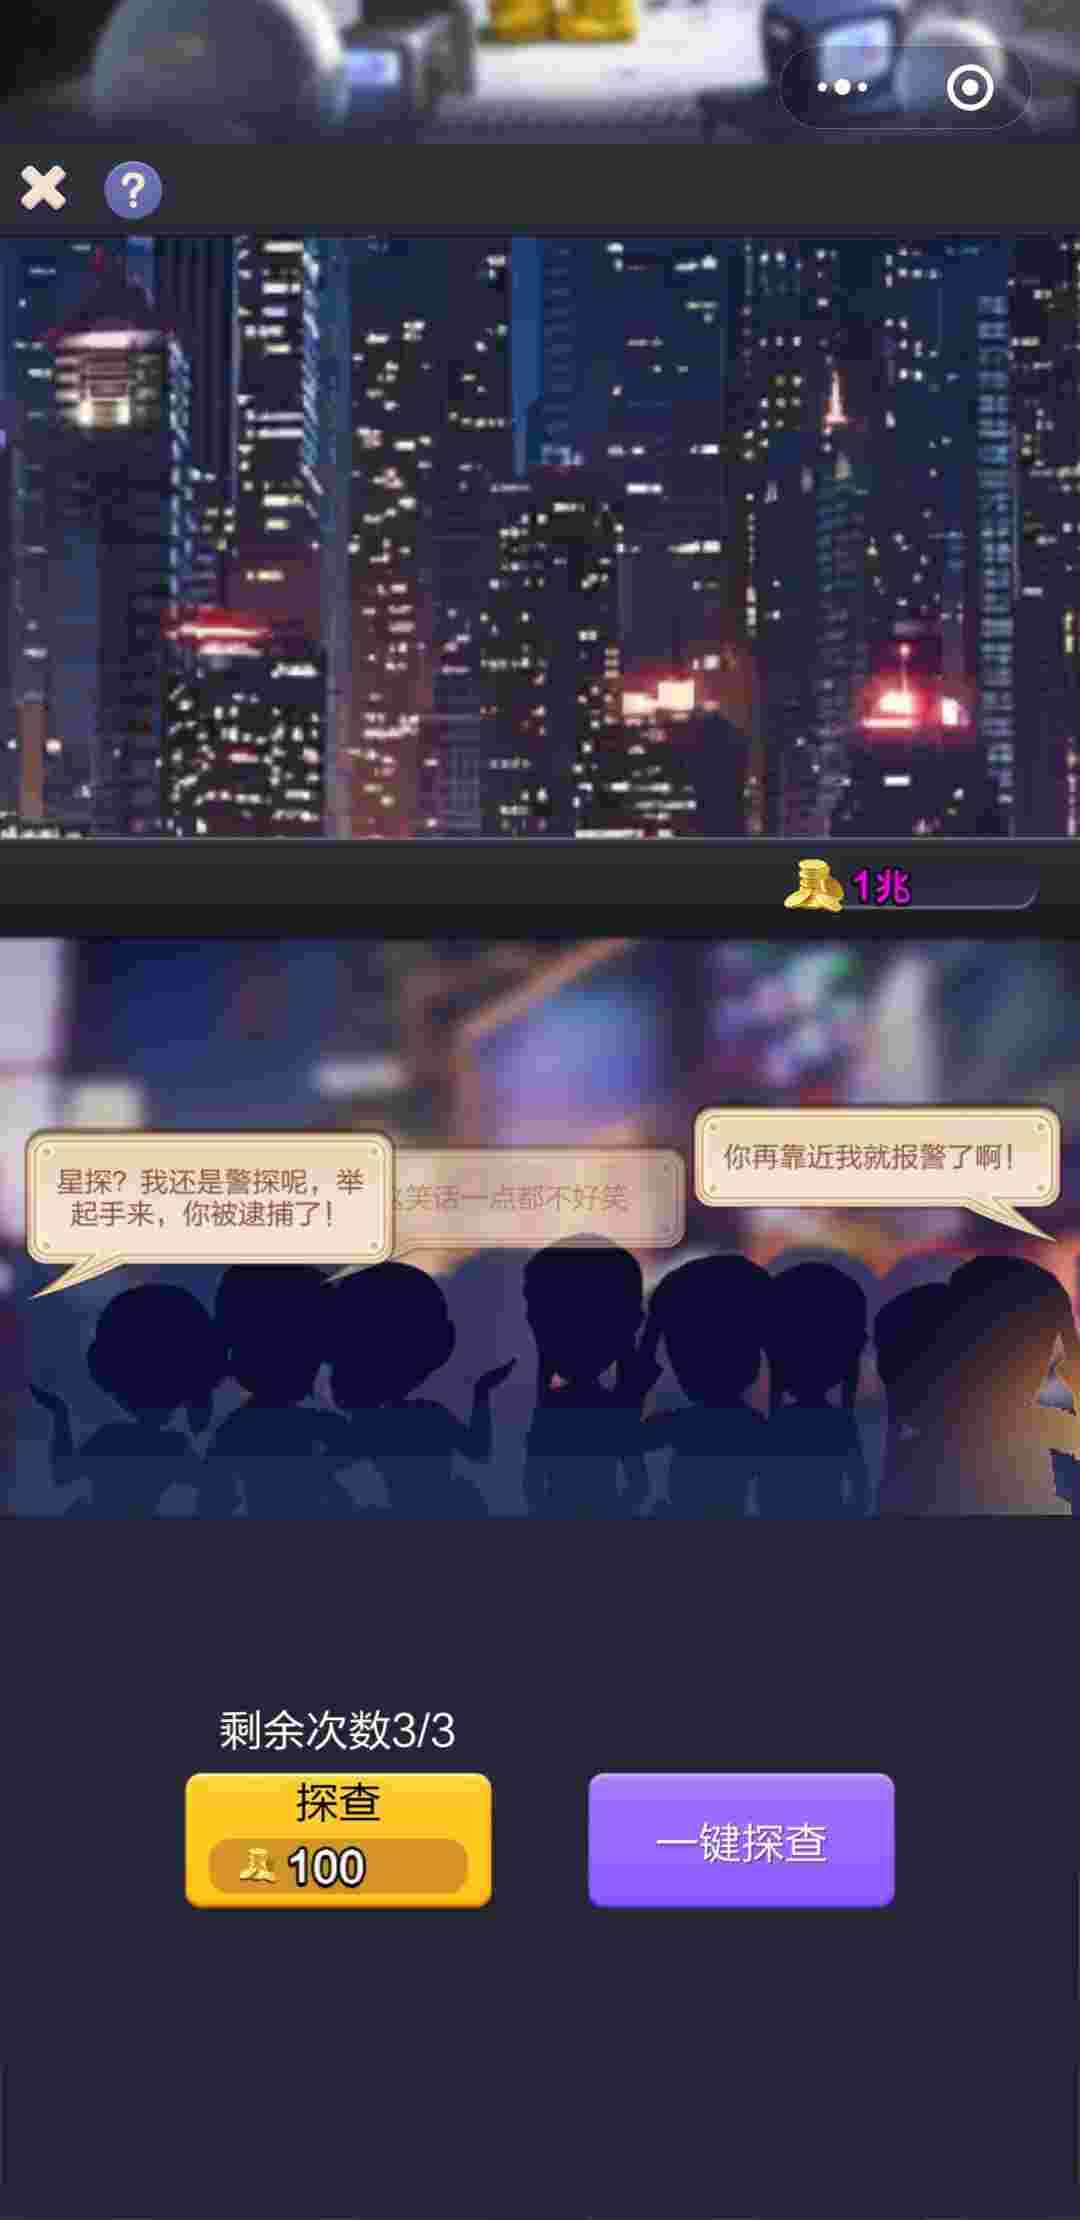 ?
1兆
你再靠近我就报警了啊！
星探？我还是警探呢，举
起手来，你被逮捕了！
笑话一点都不好笑
剩余次数3/3
探查
100
一键探查